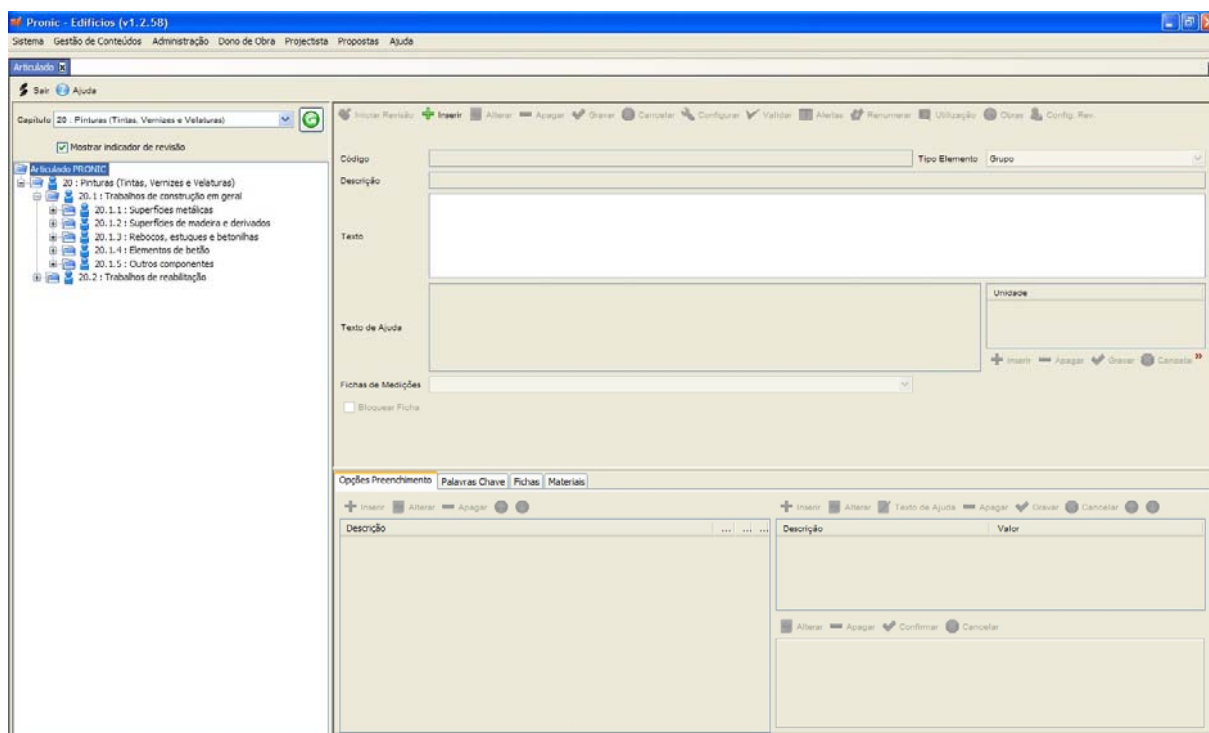 Pronic - Edifícios (v1.2.58)
Sistema Gestão de Conteúdos Administração Dono de Obra Projectista Propostas Ajuda
Articulado
Sair Ajuda
Capítulo 20 : Pinturas (Tintas, Vernizes e Velaturas)
Mostrar indicador de revisão
Articulado PRONIC
20 : Pinturas (Tintas, Vernizes e Velaturas)
20.1 : Trabalhos de construção em geral
20.1.1 : Superfícies metálicas
20.1.2 : Superfícies de madeira e derivados
20.1.3 : Rebocos, estuques e betonilhas
20.1.4 : Elementos de betão
20.1.5 : Outros componentes
20.2 : Trabalhos de reabilitação
Iniciar Revisão Inserir Alterar Apagar Gravar Cancelar Configurar Validar Alertas Renumerar Utilização Obras Config. Rev.
Código Tipo Elemento Grupo
Descrição
Texto
Texto de Ajuda
Unidade
Inserir Apagar Gravar Cancelar »
Fichas de Medições
Bloquear Ficha
Opções Preenchimento Palavras Chave Fichas Materiais
Inserir Alterar Apagar
Descrição ... ... ...
Inserir Alterar Texto de Ajuda Apagar Gravar Cancelar
Descrição Valor
Alterar Apagar Confirmar Cancelar